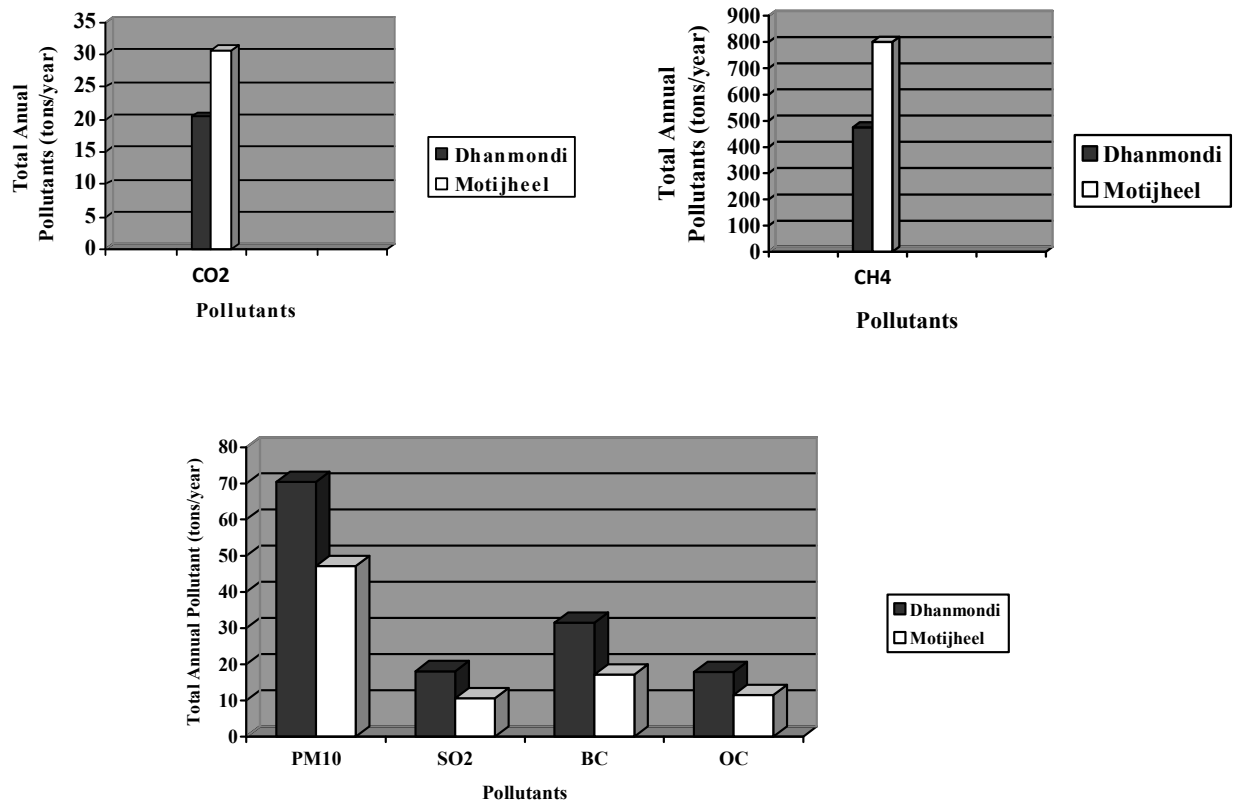 Total Anual
Pollutants (tons/year)
35
30
25
20
15
10
5
0
CO2
Pollutants
Dhanmondi
Motijheel
Total Annual
Pollutants (tons/year)
900
800
700
600
500
400
300
200
100
0
CH4
Pollutants
Dhanmondi
Motijheel
Total Annual Pollutant (tons/year)
80
70
60
50
40
30
20
10
0
PM10 SO2 BC OC
Pollutants
Dhanmondi
Motijheel